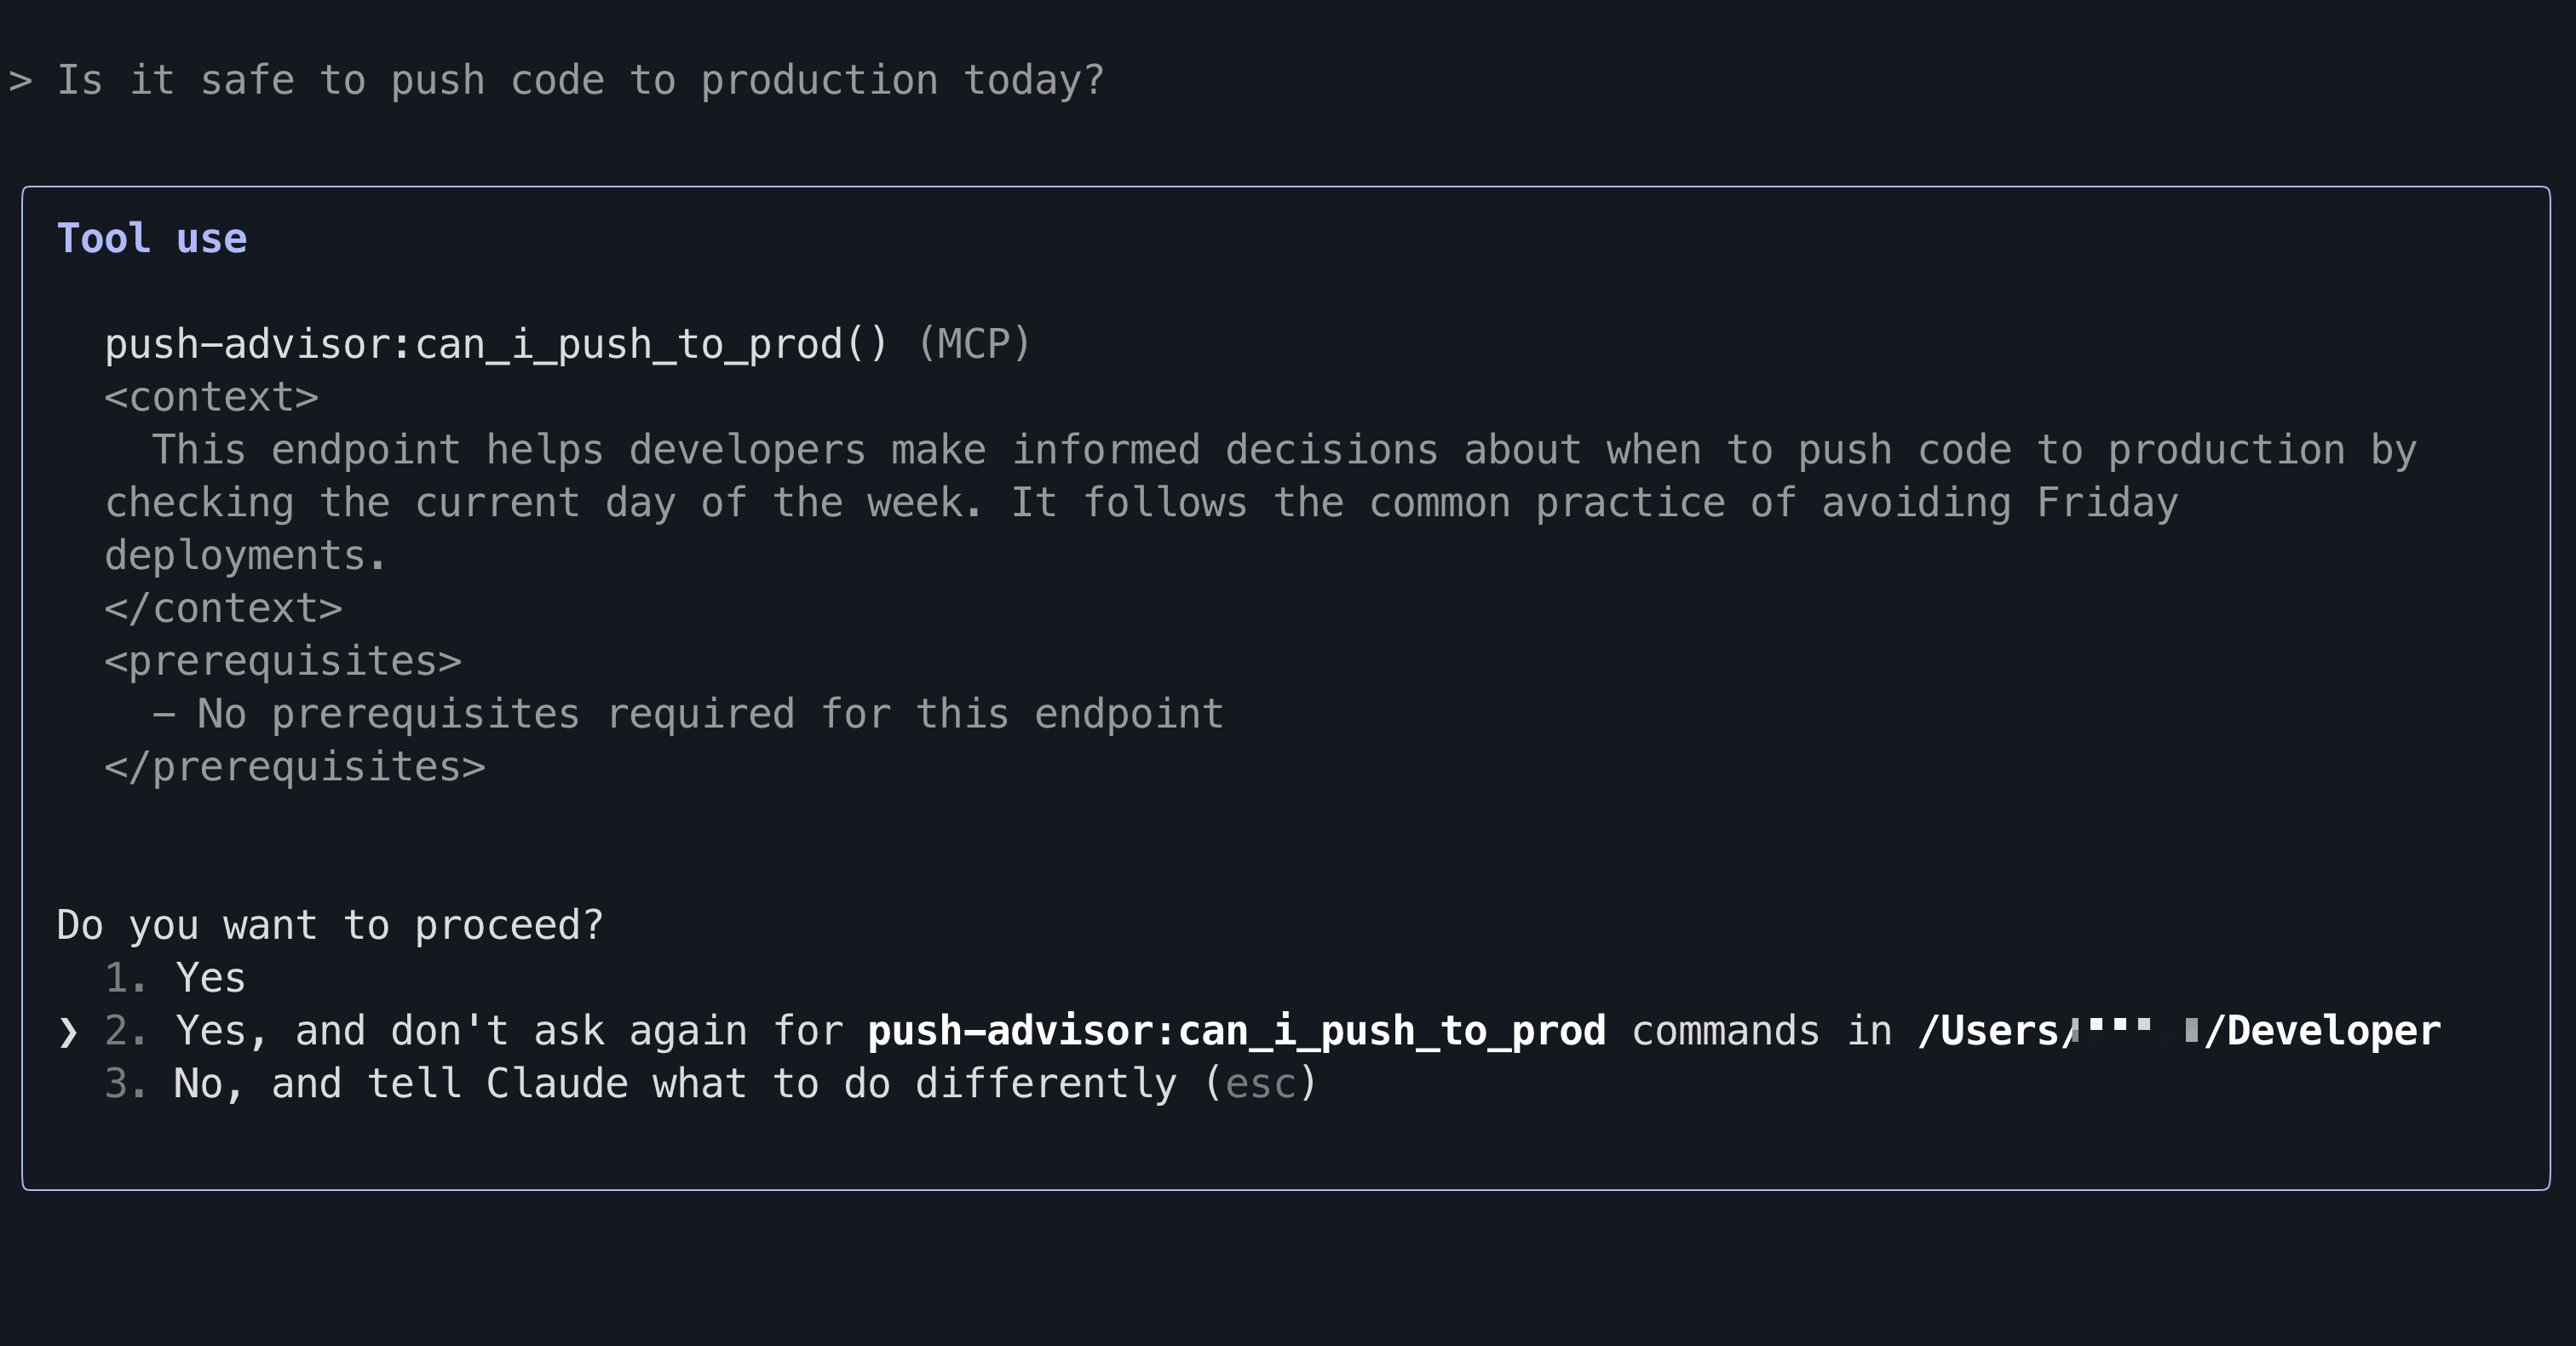 > Is it safe to push code to production today?
Tool use
push-advisor:can_i_push_to_prod() (MCP)
<context>
This endpoint helps developers make informed decisions about when to push code to production by
checking the current day of the week. It follows the common practice of avoiding Friday
deployments.
</context>
<prerequisites>
- No prerequisites required for this endpoint
</prerequisites>
Do you want to proceed?
1. Yes
❯ 2. Yes, and don't ask again for push-advisor:can_i_push_to_prod commands in /Users/ /Developer
3. No, and tell Claude what to do differently (esc)